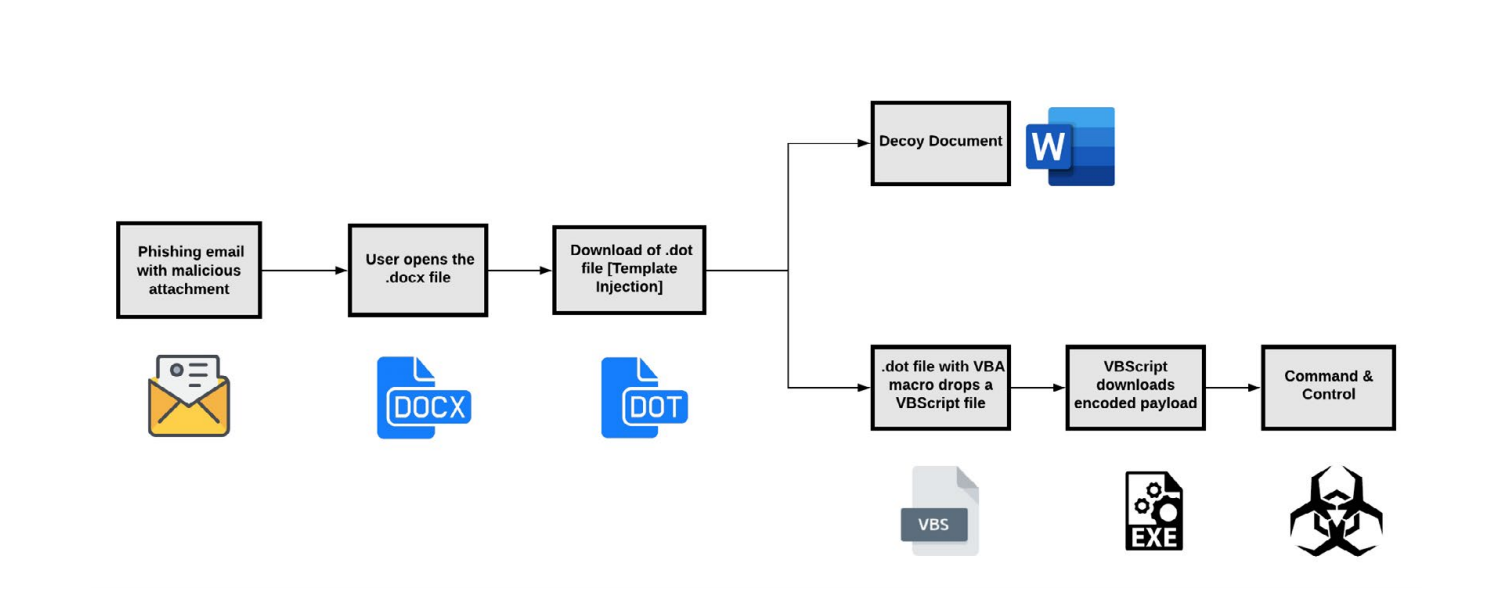 Decoy Document
W
Phishing email
with malicious
attachment
User opens the
.docx file
Download of .dot
file [Template
Injection]
DOCX
DOT
.dot file with VBA
macro drops a
VBScript file
VBScript
downloads
encoded payload
Command &
Control
VBS
EXE